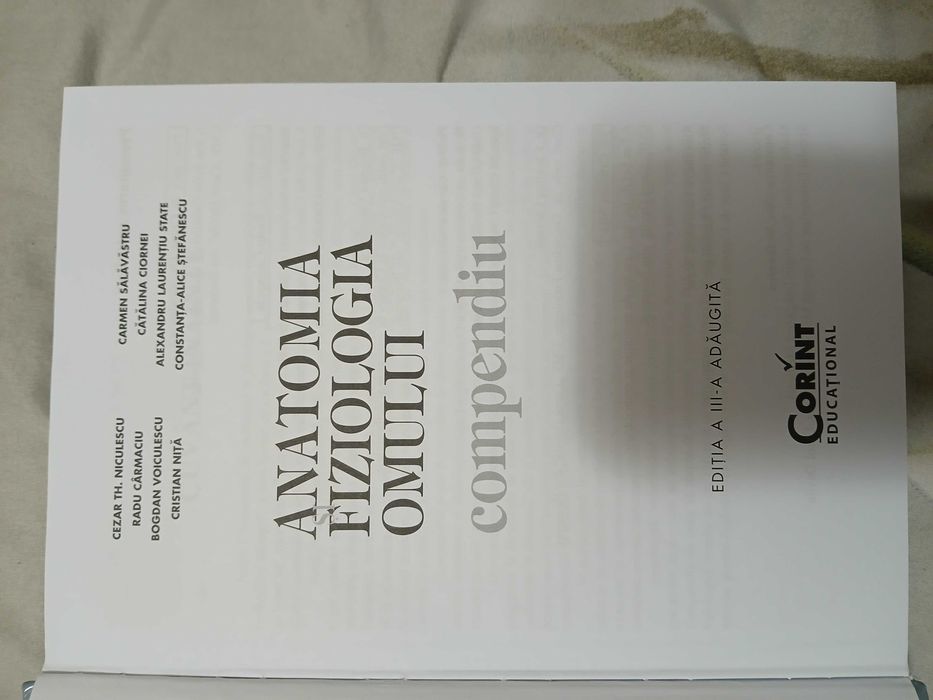 CEZAR TH. NICULESCU
RADU CÂRMACIU
BOGDAN VOICULESCU
CRISTIAN NIȚĂ
CARMEN SĂLĂVĂSTRU
CĂTĂLINA CIORNEI
ALEXANDRU LAURENȚIU STATE
CONSTANȚA-ALICE ȘTEFĂNESCU
ANATOMIA
ȘI
FIZIOLOGIA
OMULUI
compendiu
EDIȚIA A III-A ADĂUGITĂ
CORINT
EDUCAȚIONAL